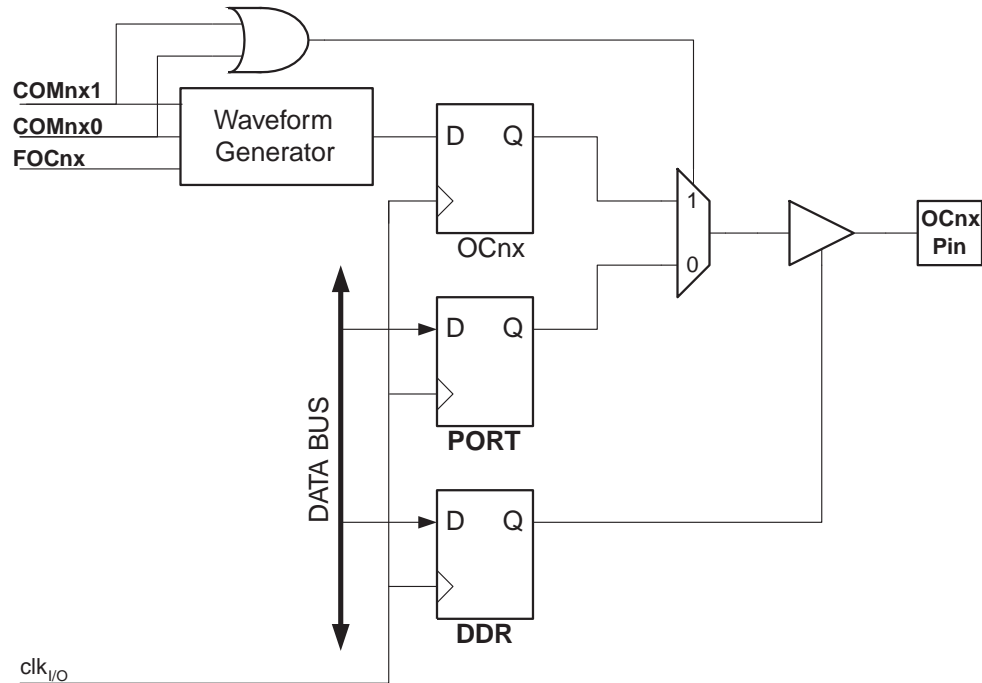 COMnx1
COMnx0
FOCnx
Waveform
Generator
D Q
OCnx
1
0
OCnx
Pin
D Q
PORT
DATA BUS
D Q
DDR
clkI/O